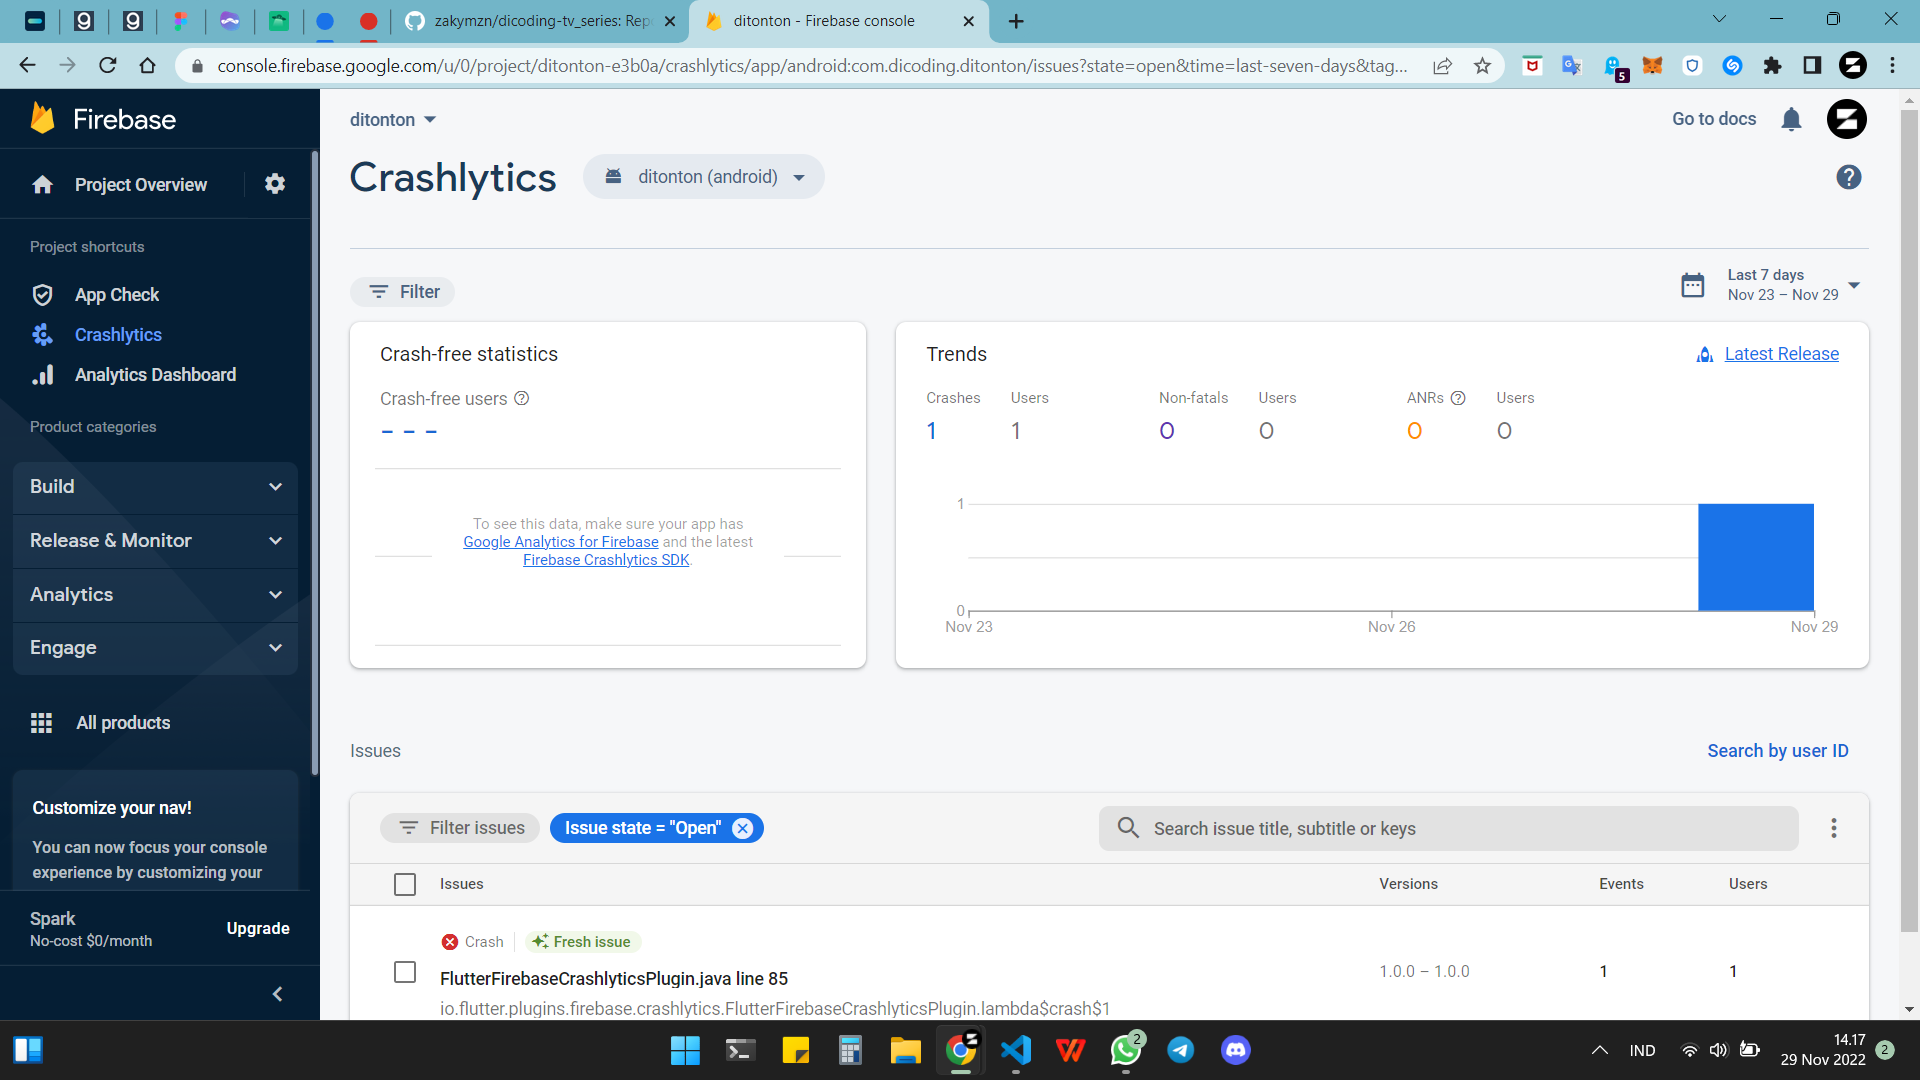 zakymzn/dicoding-tv_series: Rep
ditonton - Firebase console
console.firebase.google.com/u/0/project/ditonton-e3b0a/crashlytics/app/android:com.dicoding.ditonton/issues?state=open&time=last-seven-days&tag...
5
Firebase
Project Overview
Project shortcuts
App Check
Crashlytics
Analytics Dashboard
Product categories
Build
Release & Monitor
Analytics
Engage
All products
Customize your nav!
You can now focus your console
experience by customizing your
Spark
No-cost $0/month
Upgrade
ditonton
Go to docs
Crashlytics
ditonton (android)
Filter
Last 7 days
Nov 23 – Nov 29
Crash-free statistics
Crash-free users
– – –
To see this data, make sure your app has
Google Analytics for Firebase and the latest
Firebase Crashlytics SDK.
Trends
Latest Release
Crashes Users Non-fatals Users ANRs Users
1 1 0 0 0 0
1
0
Nov 23 Nov 26 Nov 29
Issues
Search by user ID
Filter issues
Issue state = "Open"
Search issue title, subtitle or keys
Issues Versions Events Users
Crash
Fresh issue
FlutterFirebaseCrashlyticsPlugin.java line 85
1.0.0 – 1.0.0 1 1
io.flutter.plugins.firebase.crashlytics.FlutterFirebaseCrashlyticsPlugin.lambda$crash$1
2
IND
14.17
29 Nov 2022
2